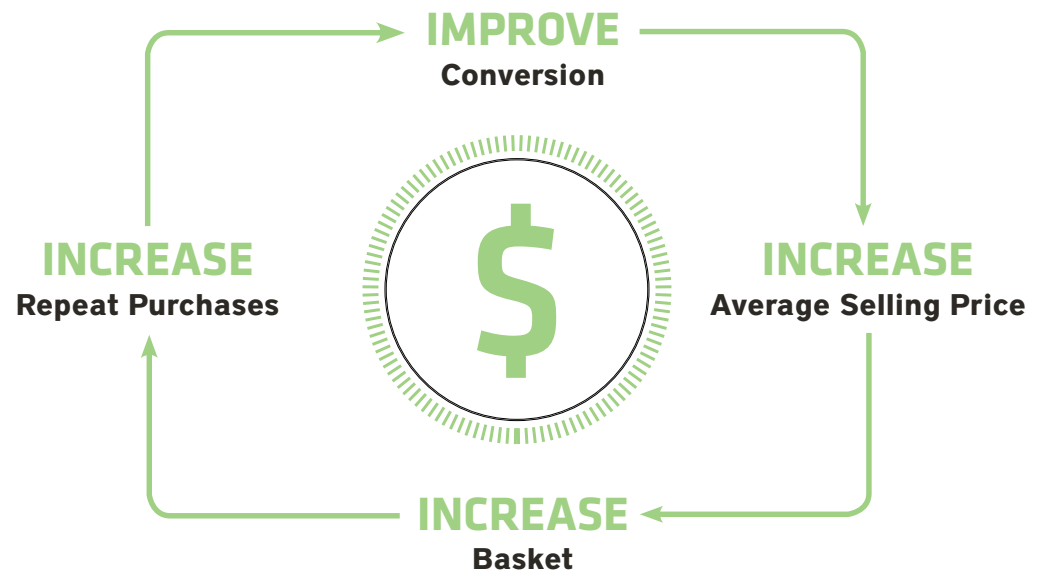 IMPROVE
Conversion
INCREASE
Repeat Purchases
$
INCREASE
Average Selling Price
INCREASE
Basket